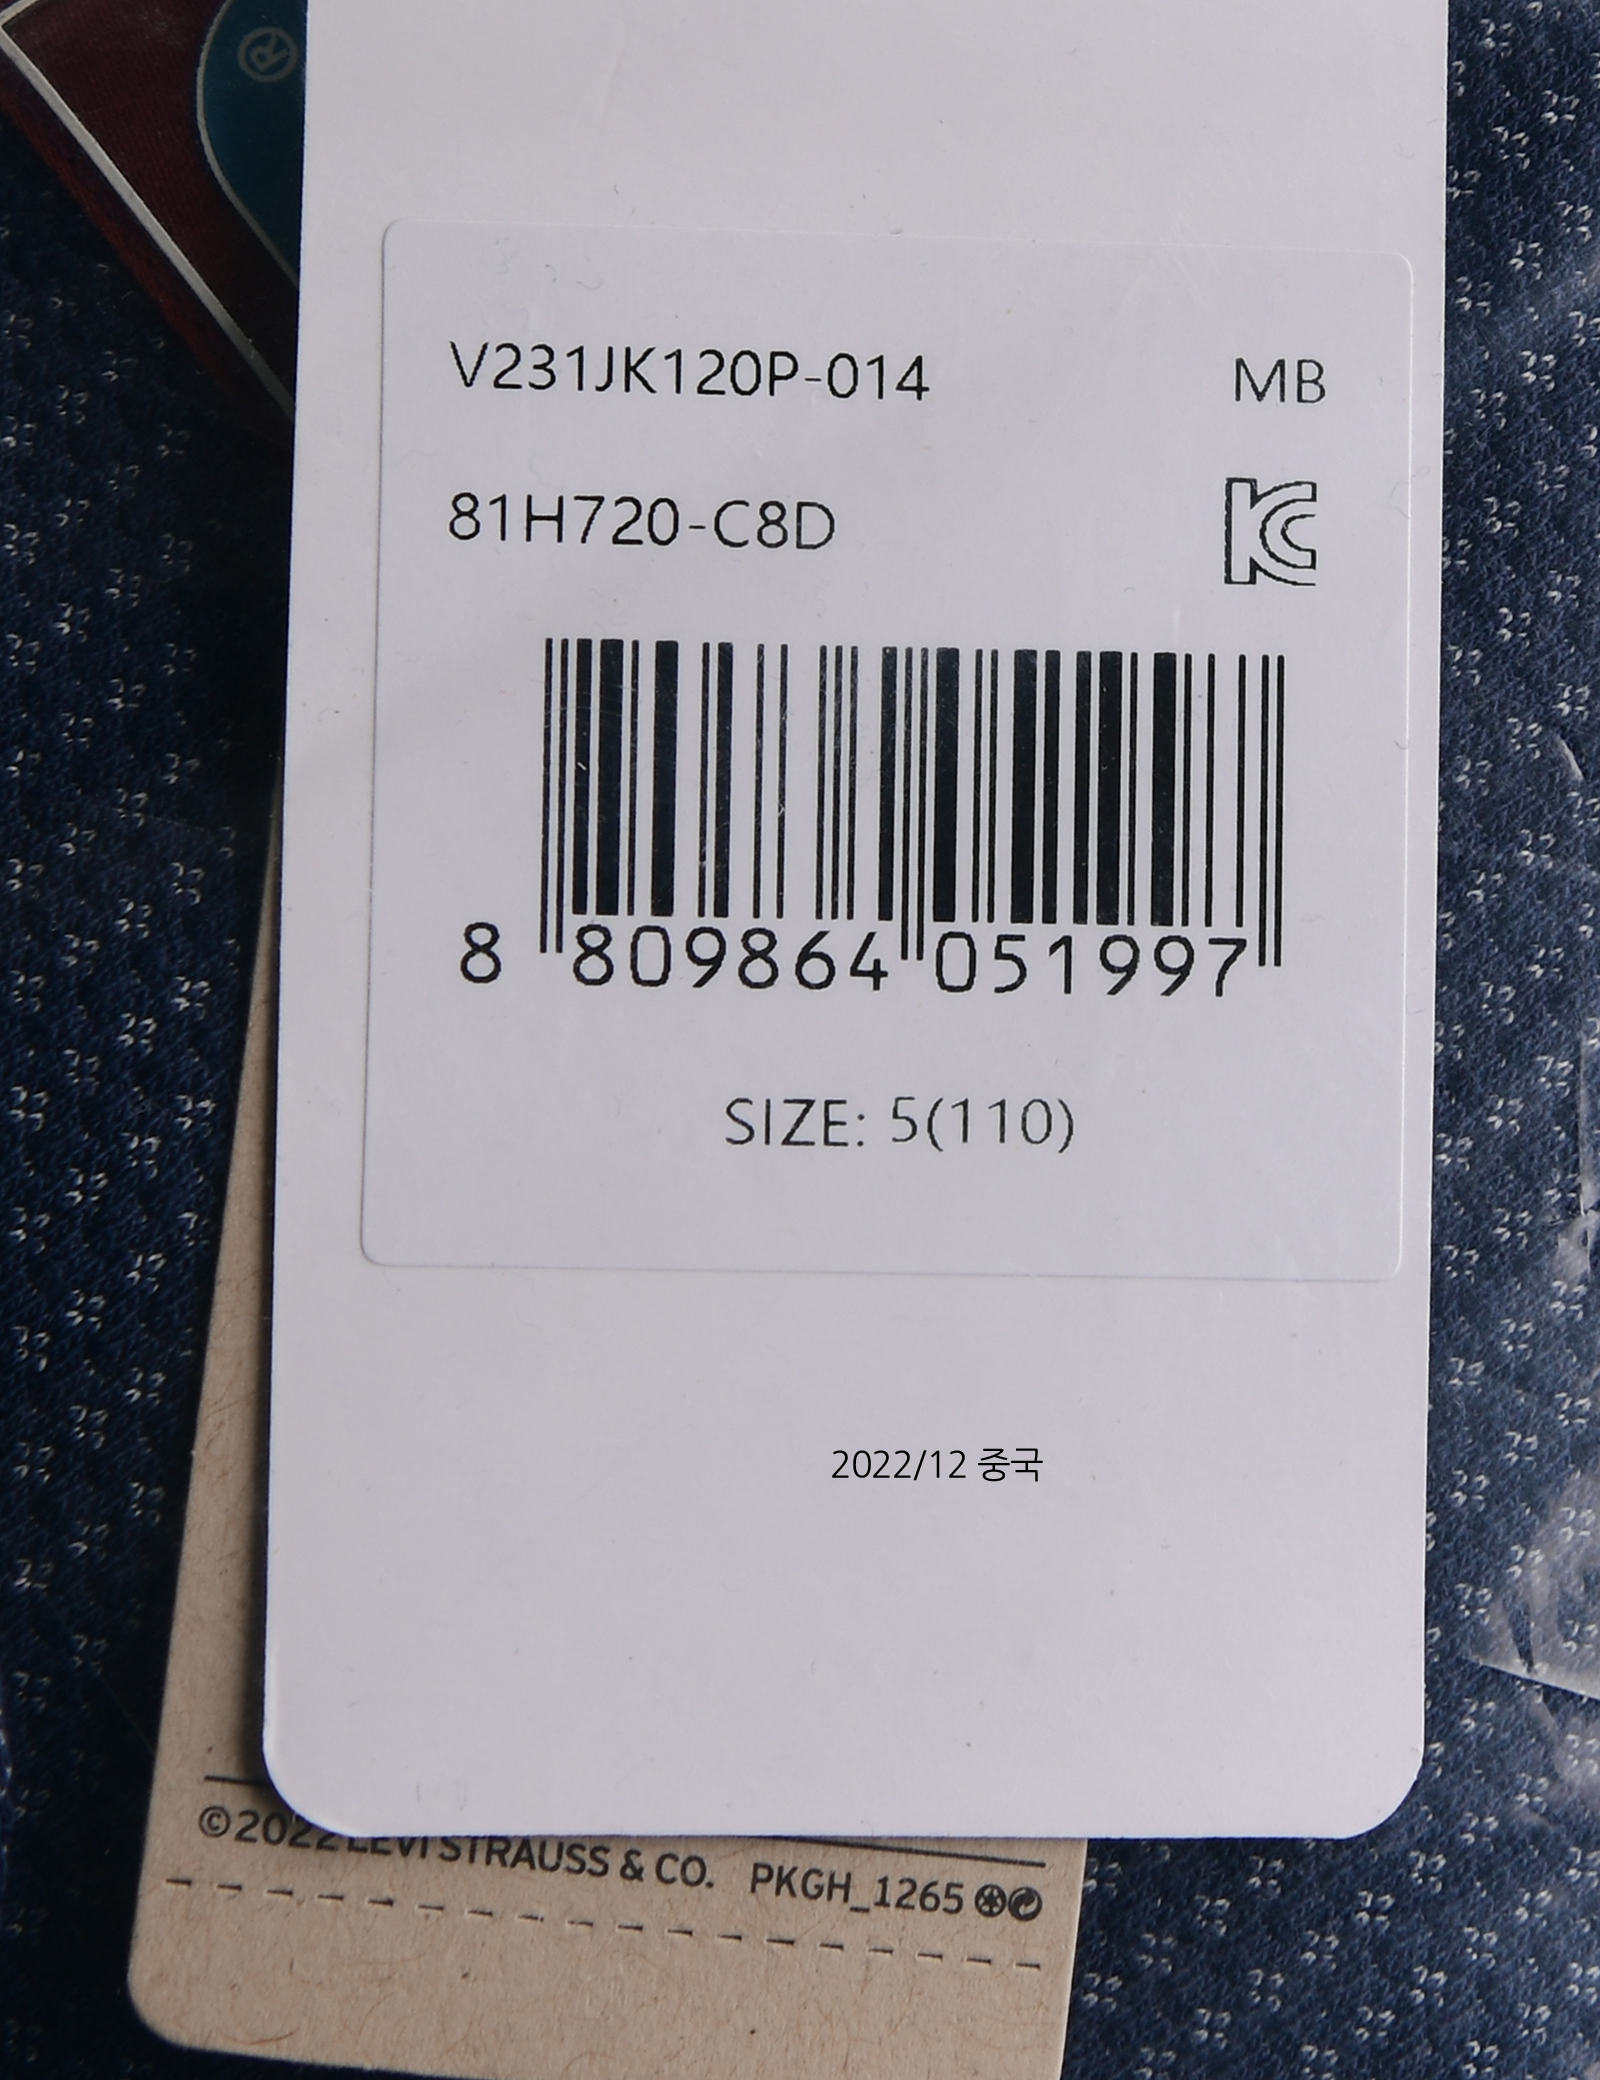 ®
V231JK120P-014 MB
81H720-C8D
8 809864 051997
SIZE: 5(110)
2022/12 중국
©2022 LEVI STRAUSS & CO. PKGH_1265